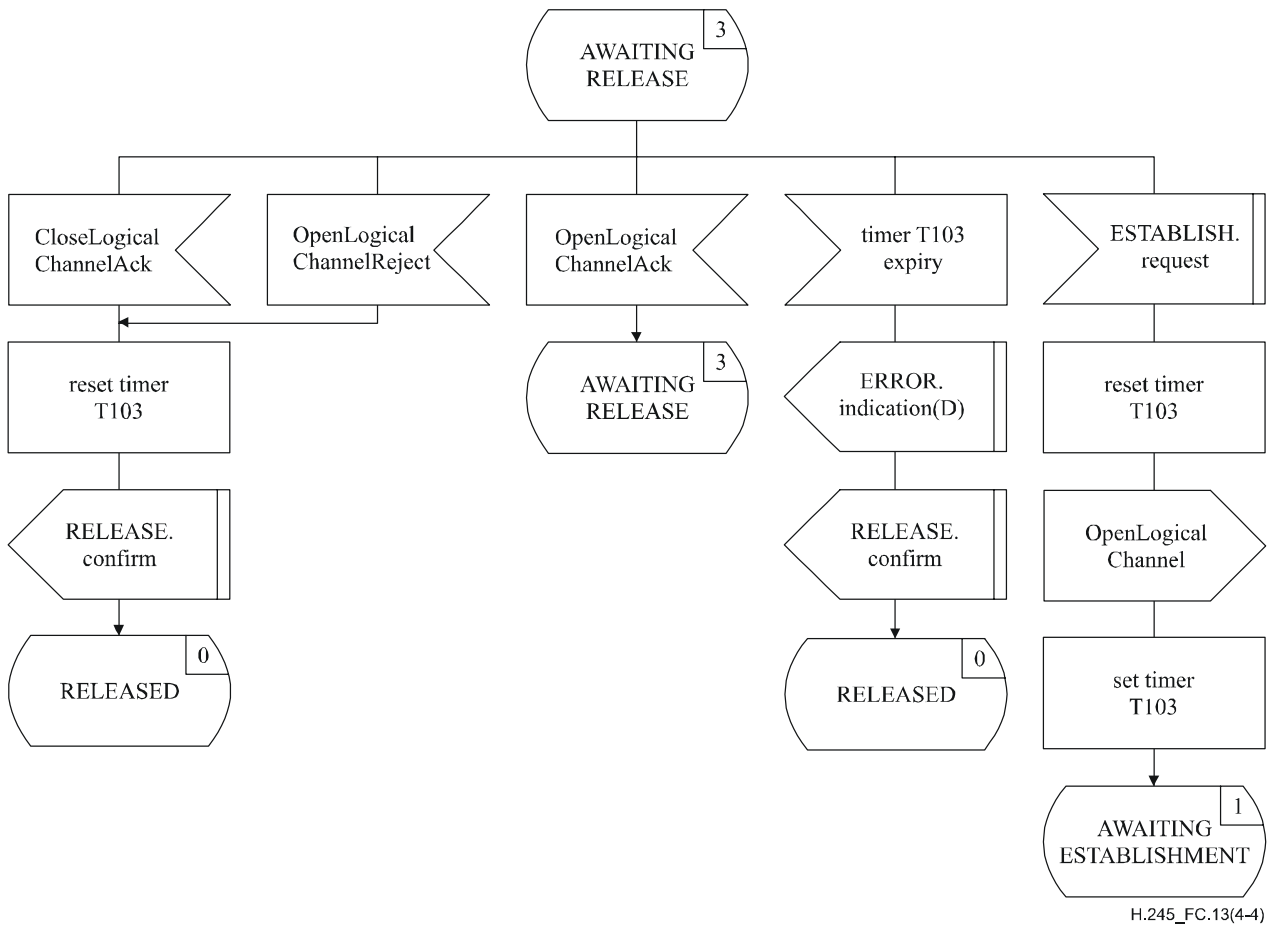 3
AWAITING
RELEASE
CloseLogical
ChannelAck
OpenLogical
ChannelReject
OpenLogical
ChannelAck
timer T103
expiry
ESTABLISH.
request
reset timer
T103
3
AWAITING
RELEASE
ERROR.
indication(D)
reset timer
T103
RELEASE.
confirm
RELEASE.
confirm
OpenLogical
Channel
0
RELEASED
0
RELEASED
set timer
T103
1
AWAITING
ESTABLISHMENT
H.245_FC.13(4-4)